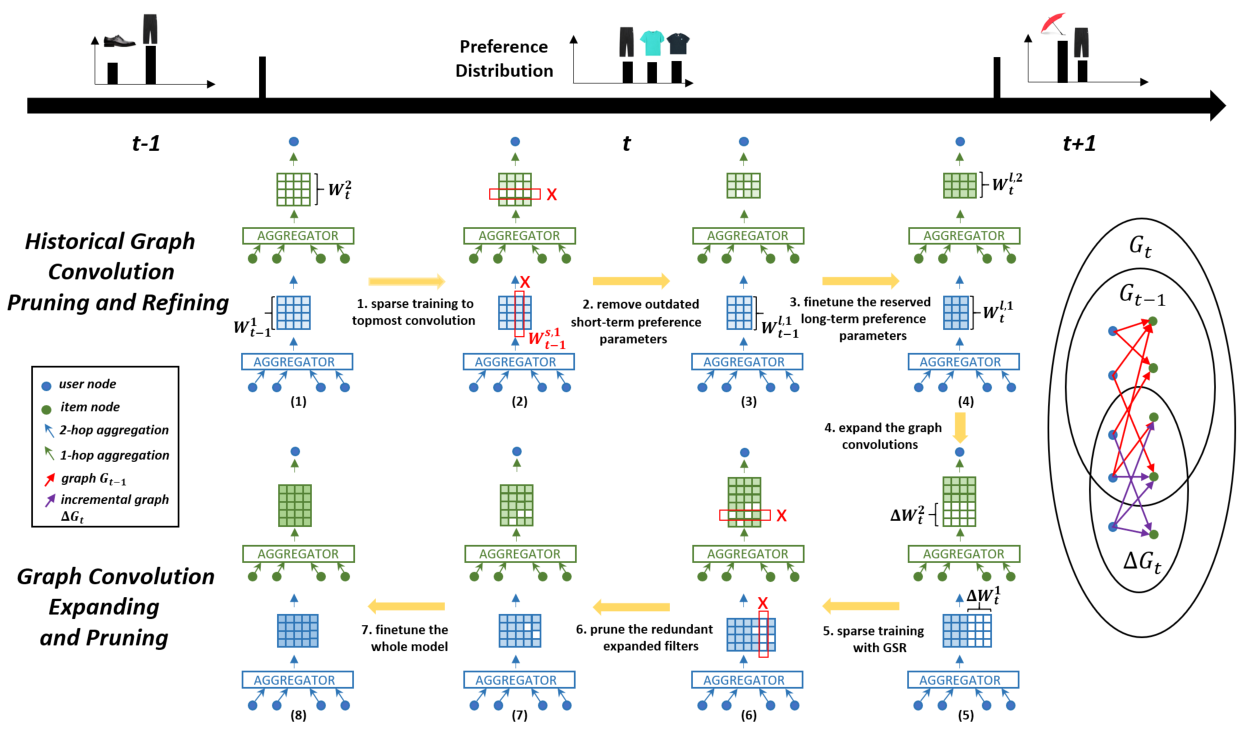 Preference
Distribution
t-1
t
t+1
Historical Graph
Convolution
Pruning and Refining
W_t^2
AGGREGATOR
W_{t-1}^1
AGGREGATOR
(1)
1. sparse training to
topmost convolution
X
AGGREGATOR
X
W_{t-1}^{s,1}
AGGREGATOR
(2)
2. remove outdated
short-term preference
parameters
AGGREGATOR
W_{t-1}^{l,1}
AGGREGATOR
(3)
3. finetune the reserved
long-term preference
parameters
W_t^{l,2}
AGGREGATOR
W_t^{l,1}
AGGREGATOR
(4)
4. expand the graph
convolutions
G_t
G_{t-1}
ΔG_t
user node
item node
2-hop aggregation
1-hop aggregation
graph G_{t-1}
incremental graph
ΔG_t
Graph Convolution
Expanding
and Pruning
ΔW_t^2
AGGREGATOR
ΔW_t^1
AGGREGATOR
(5)
5. sparse training
with GSR
X
AGGREGATOR
X
AGGREGATOR
(6)
6. prune the redundant
expanded filters
AGGREGATOR
AGGREGATOR
(7)
7. finetune the
whole model
AGGREGATOR
AGGREGATOR
(8)